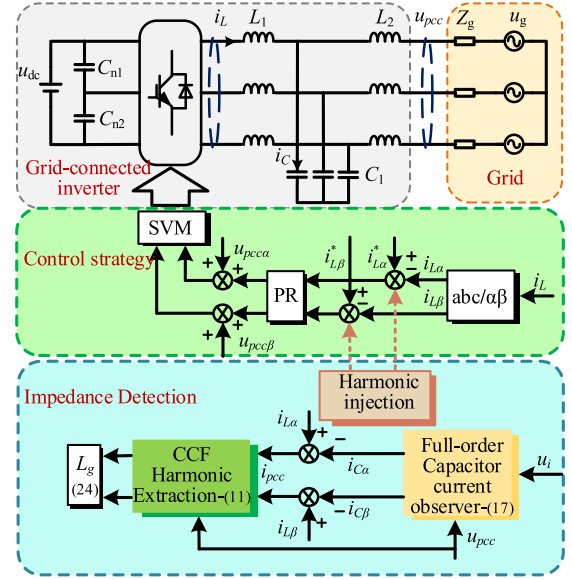 i_L L_1 L_2 u_pcc Z_g u_g
u_dc C_n1
C_n2
i_C C_1
Grid-connected
inverter
Grid
SVM
Control strategy
u_pccα i*_Lβ i*_Lα
+ + + − i_Lα
PR abc/αβ i_L
+ + + − i_Lβ
u_pccβ
Harmonic
injection
Impedance Detection
i_Lα
+ −
L_g
(24)
CCF
Harmonic
Extraction-(11)
i_pcc
i_Cα
Full-order
Capacitor
current
observer-(17)
u_i
− i_Cβ
i_Lβ +
u_pcc